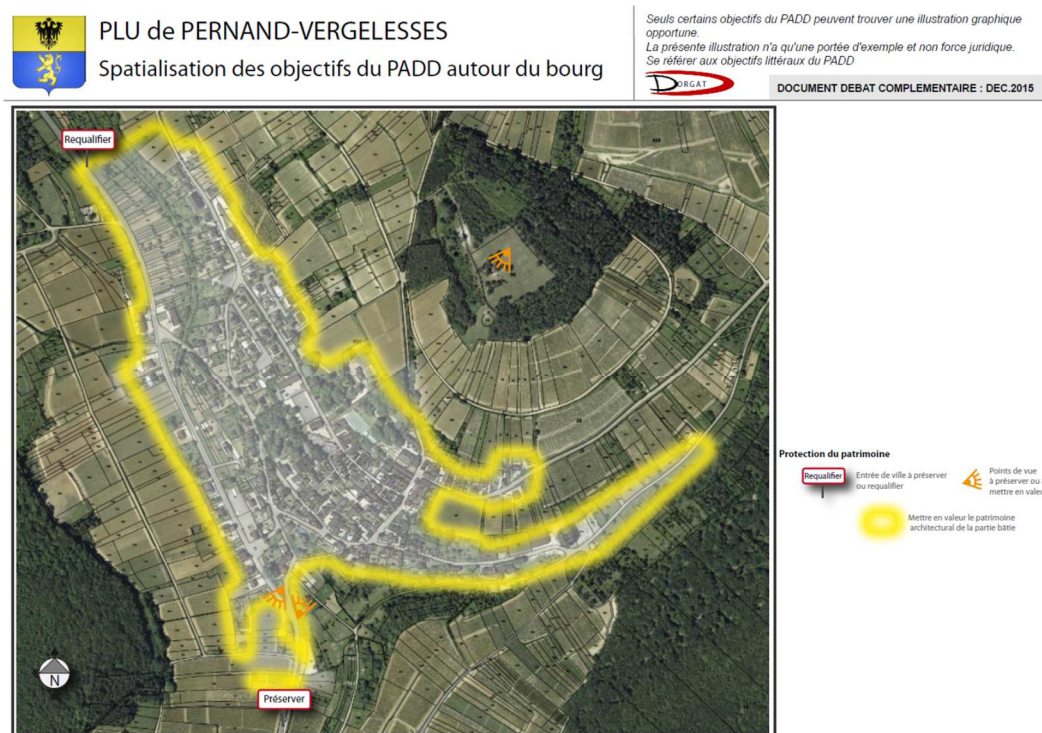 PLU de PERNAND-VERGELESSES
Spatialisation des objectifs du PADD autour du bourg
Seuls certains objectifs du PADD peuvent trouver une illustration graphique
opportune.
La présente illustration n'a qu'une portée d'exemple et non force juridique.
Se référer aux objectifs littéraux du PADD
DORGAT
DOCUMENT DEBAT COMPLEMENTAIRE : DEC.2015
Requalifier
N
Préserver
Protection du patrimoine
Requalifier
Entrée de ville à préserver
ou requalifier
Points de vue
à préserver ou
mettre en valeu
Mettre en valeur le patrimoine
architectural de la partie bâtie